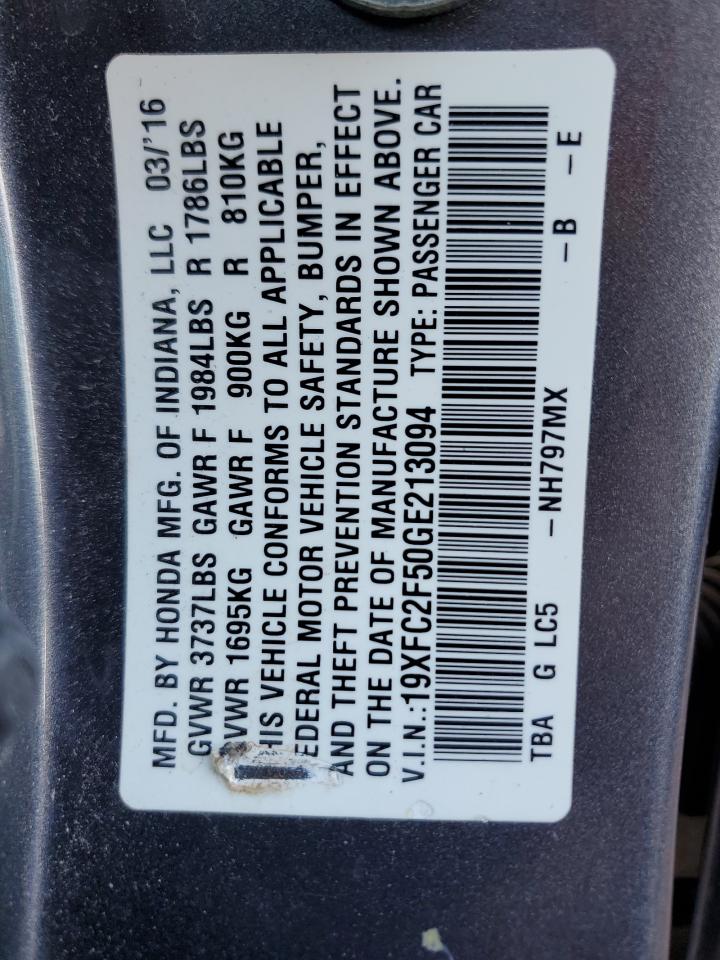 MFD. BY HONDA MFG. OF INDIANA, LLC 03/'16
GVWR 3737LBS GAWR F 1984LBS R 1786LBS
VWR 1695KG GAWR F 900KG R 810KG
HIS VEHICLE CONFORMS TO ALL APPLICABLE
EDERAL MOTOR VEHICLE SAFETY, BUMPER,
AND THEFT PREVENTION STANDARDS IN EFFECT
ON THE DATE OF MANUFACTURE SHOWN ABOVE.
V.I.N.:19XFC2F50GE213094 TYPE: PASSENGER CAR
TBA G LC5 -NH797MX -B -E